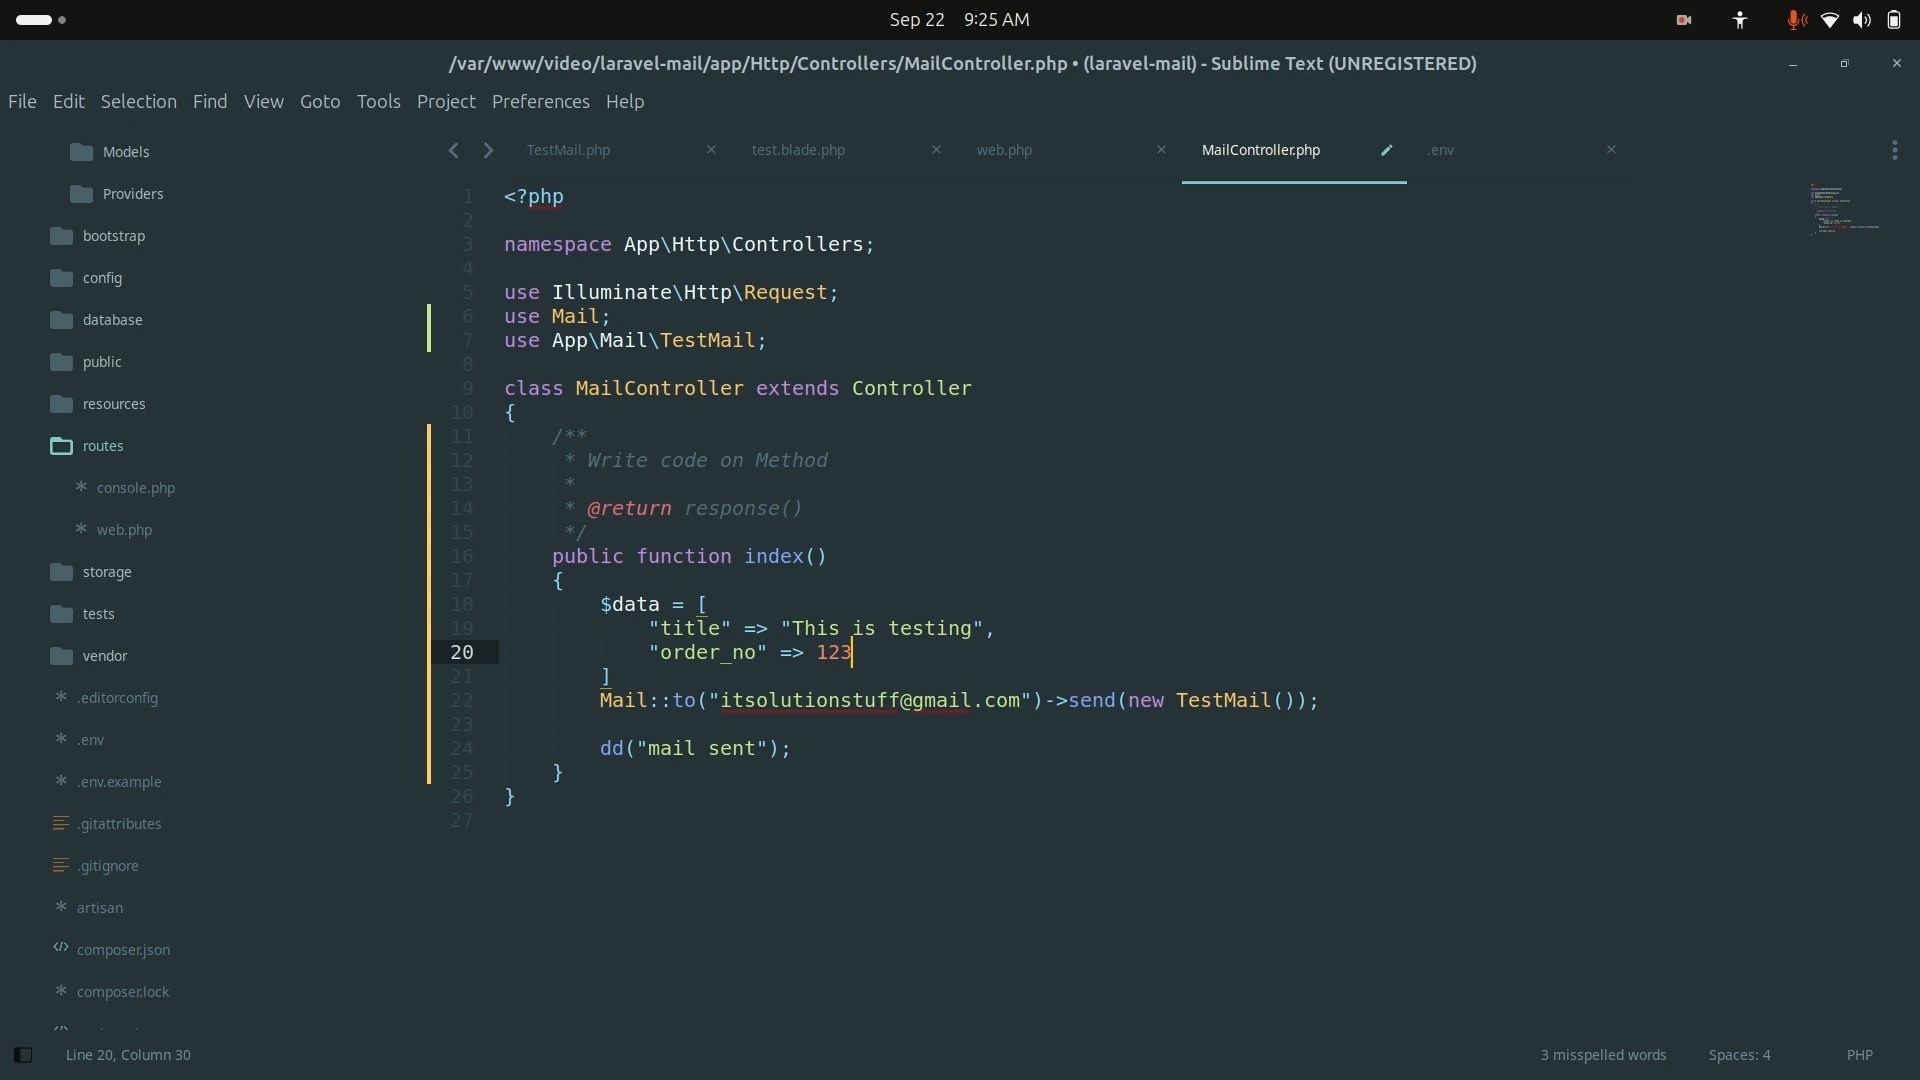 Sep 22 9:25 AM
/var/www/video/laravel-mail/app/Http/Controllers/MailController.php • (laravel-mail) - Sublime Text (UNREGISTERED)
File Edit Selection Find View Goto Tools Project Preferences Help
Models
Providers
bootstrap
config
database
public
resources
routes
console.php
web.php
storage
tests
vendor
.editorconfig
.env
.env.example
.gitattributes
.gitignore
artisan
composer.json
composer.lock
TestMail.php test.blade.php web.php MailController.php .env
1 <?php
2
3 namespace App\Http\Controllers;
4
5 use Illuminate\Http\Request;
6 use Mail;
7 use App\Mail\TestMail;
8
9 class MailController extends Controller
10 {
11     /**
12      * Write code on Method
13      *
14      * @return response()
15      */
16     public function index()
17     {
18         $data = [
19             "title" => "This is testing",
20             "order_no" => 123
21         ]
22         Mail::to("itsolutionstuff@gmail.com")->send(new TestMail());
23
24         dd("mail sent");
25     }
26 }
27
Line 20, Column 30 3 misspelled words Spaces: 4 PHP